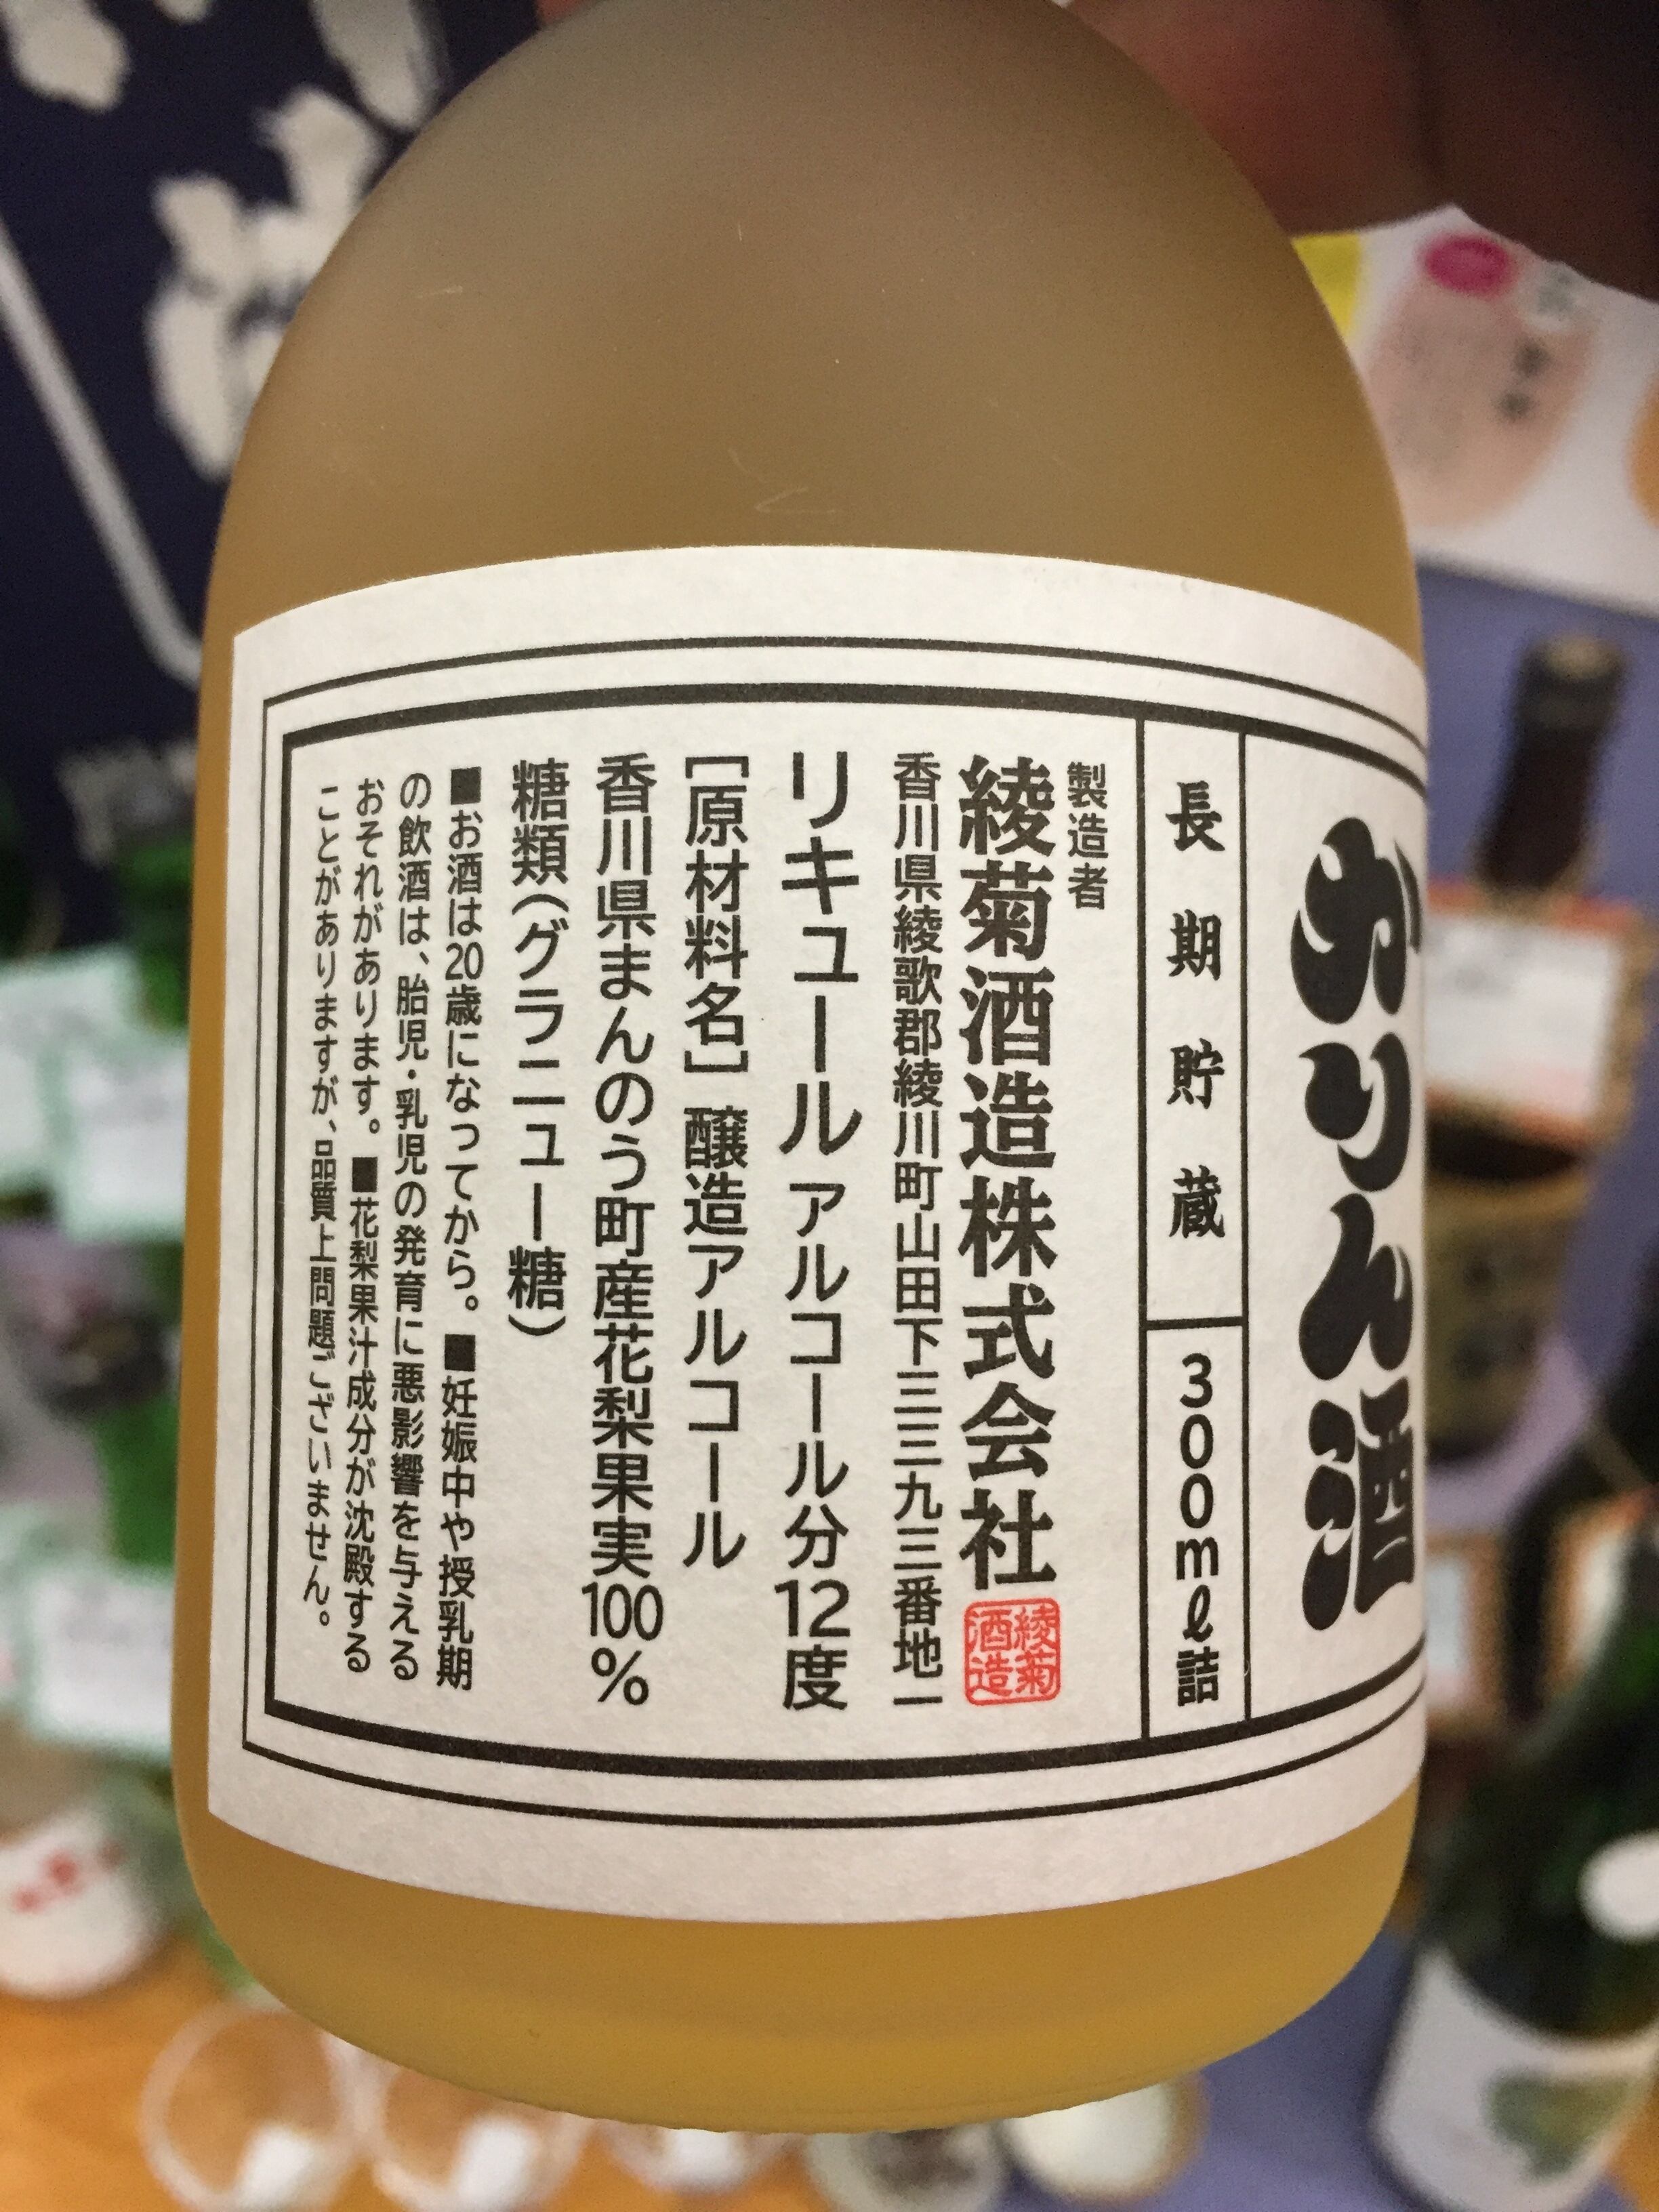 かりん酒
長期貯蔵
300mℓ詰
製造者
綾菊酒造株式会社
綾菊
酒造
香川県綾歌郡綾川町山田下三三九三番地一
リキュール アルコール分12度
[原材料名] 醸造アルコール
香川県まんのう町産花梨果実100%
糖類(グラニュー糖)
■お酒は20歳になってから。■妊娠中や授乳期
の飲酒は、胎児・乳児の発育に悪影響を与える
おそれがあります。■花梨果汁成分が沈殿する
ことがありますが、品質上問題ございません。